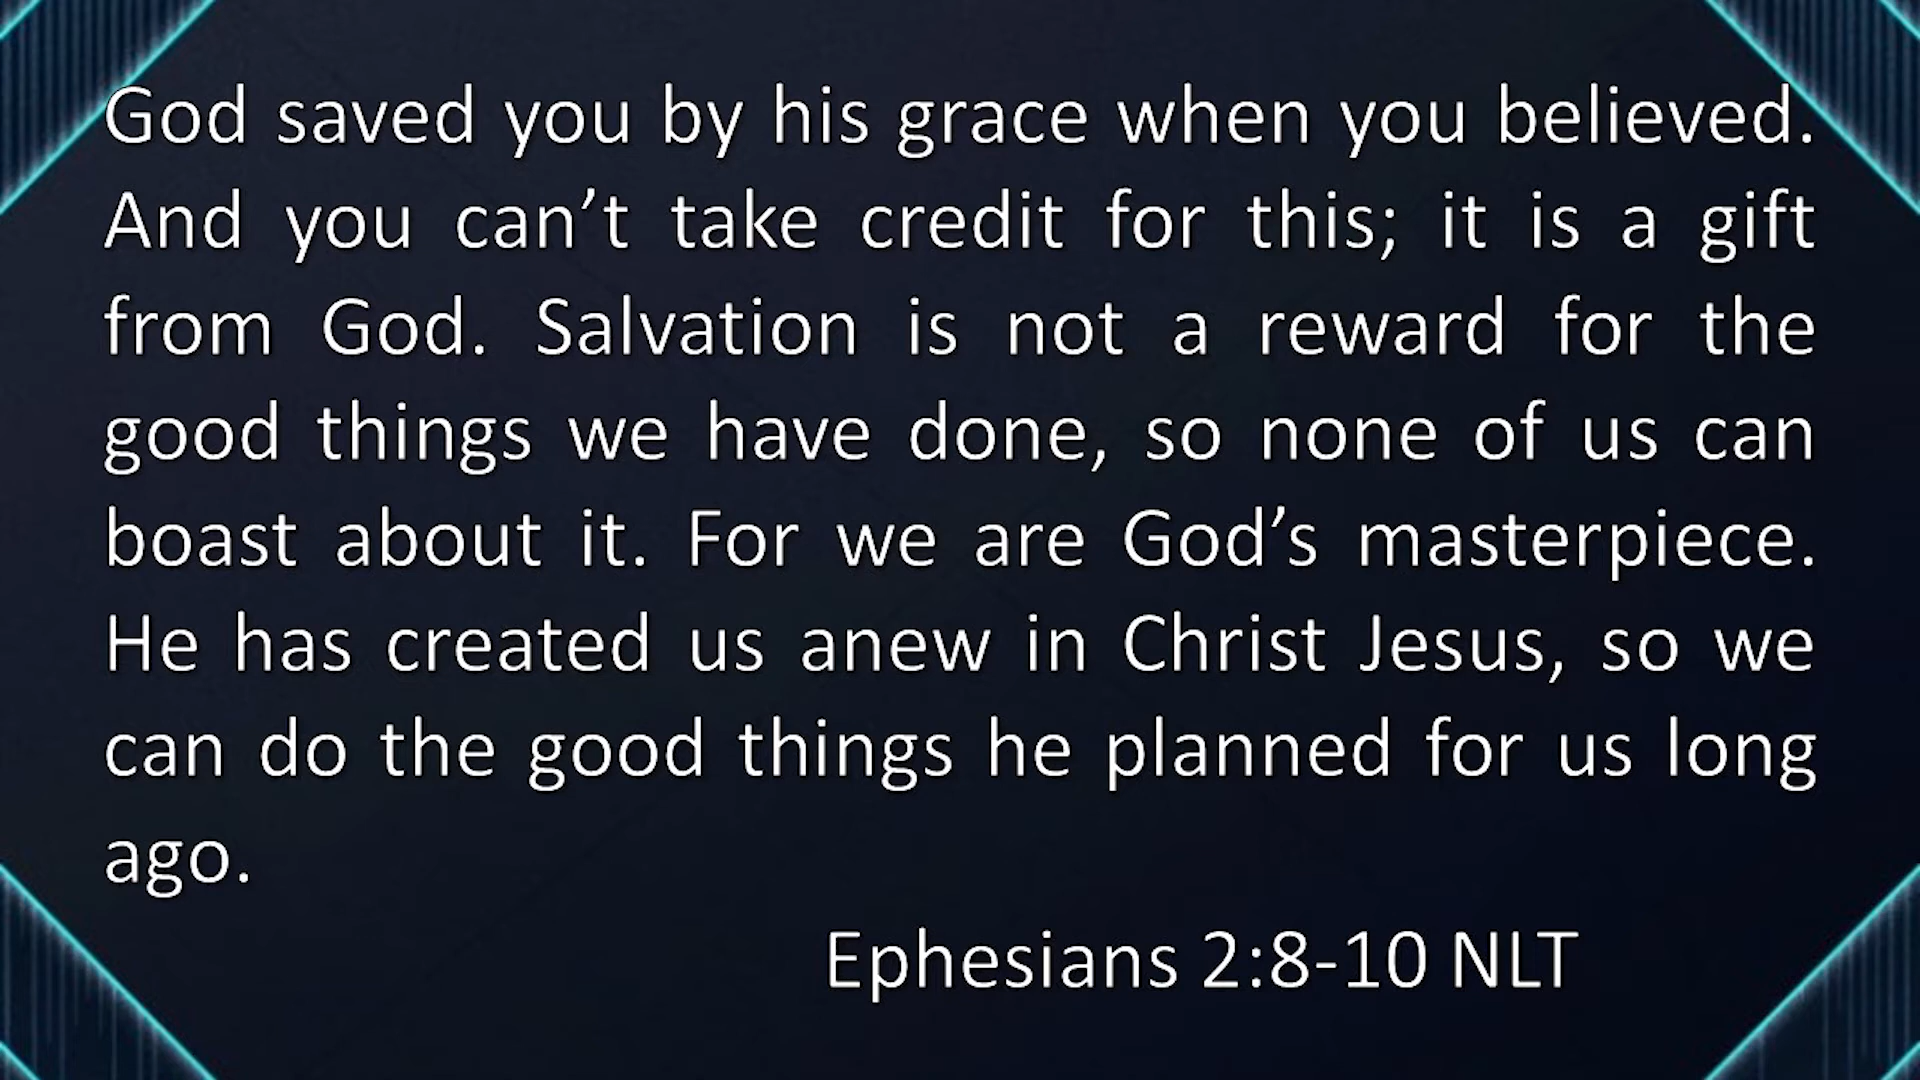 God saved you by his grace when you believed.
And you can’t take credit for this; it is a gift
from God. Salvation is not a reward for the
good things we have done, so none of us can
boast about it. For we are God’s masterpiece.
He has created us anew in Christ Jesus, so we
can do the good things he planned for us long
ago.
Ephesians 2:8-10 NLT